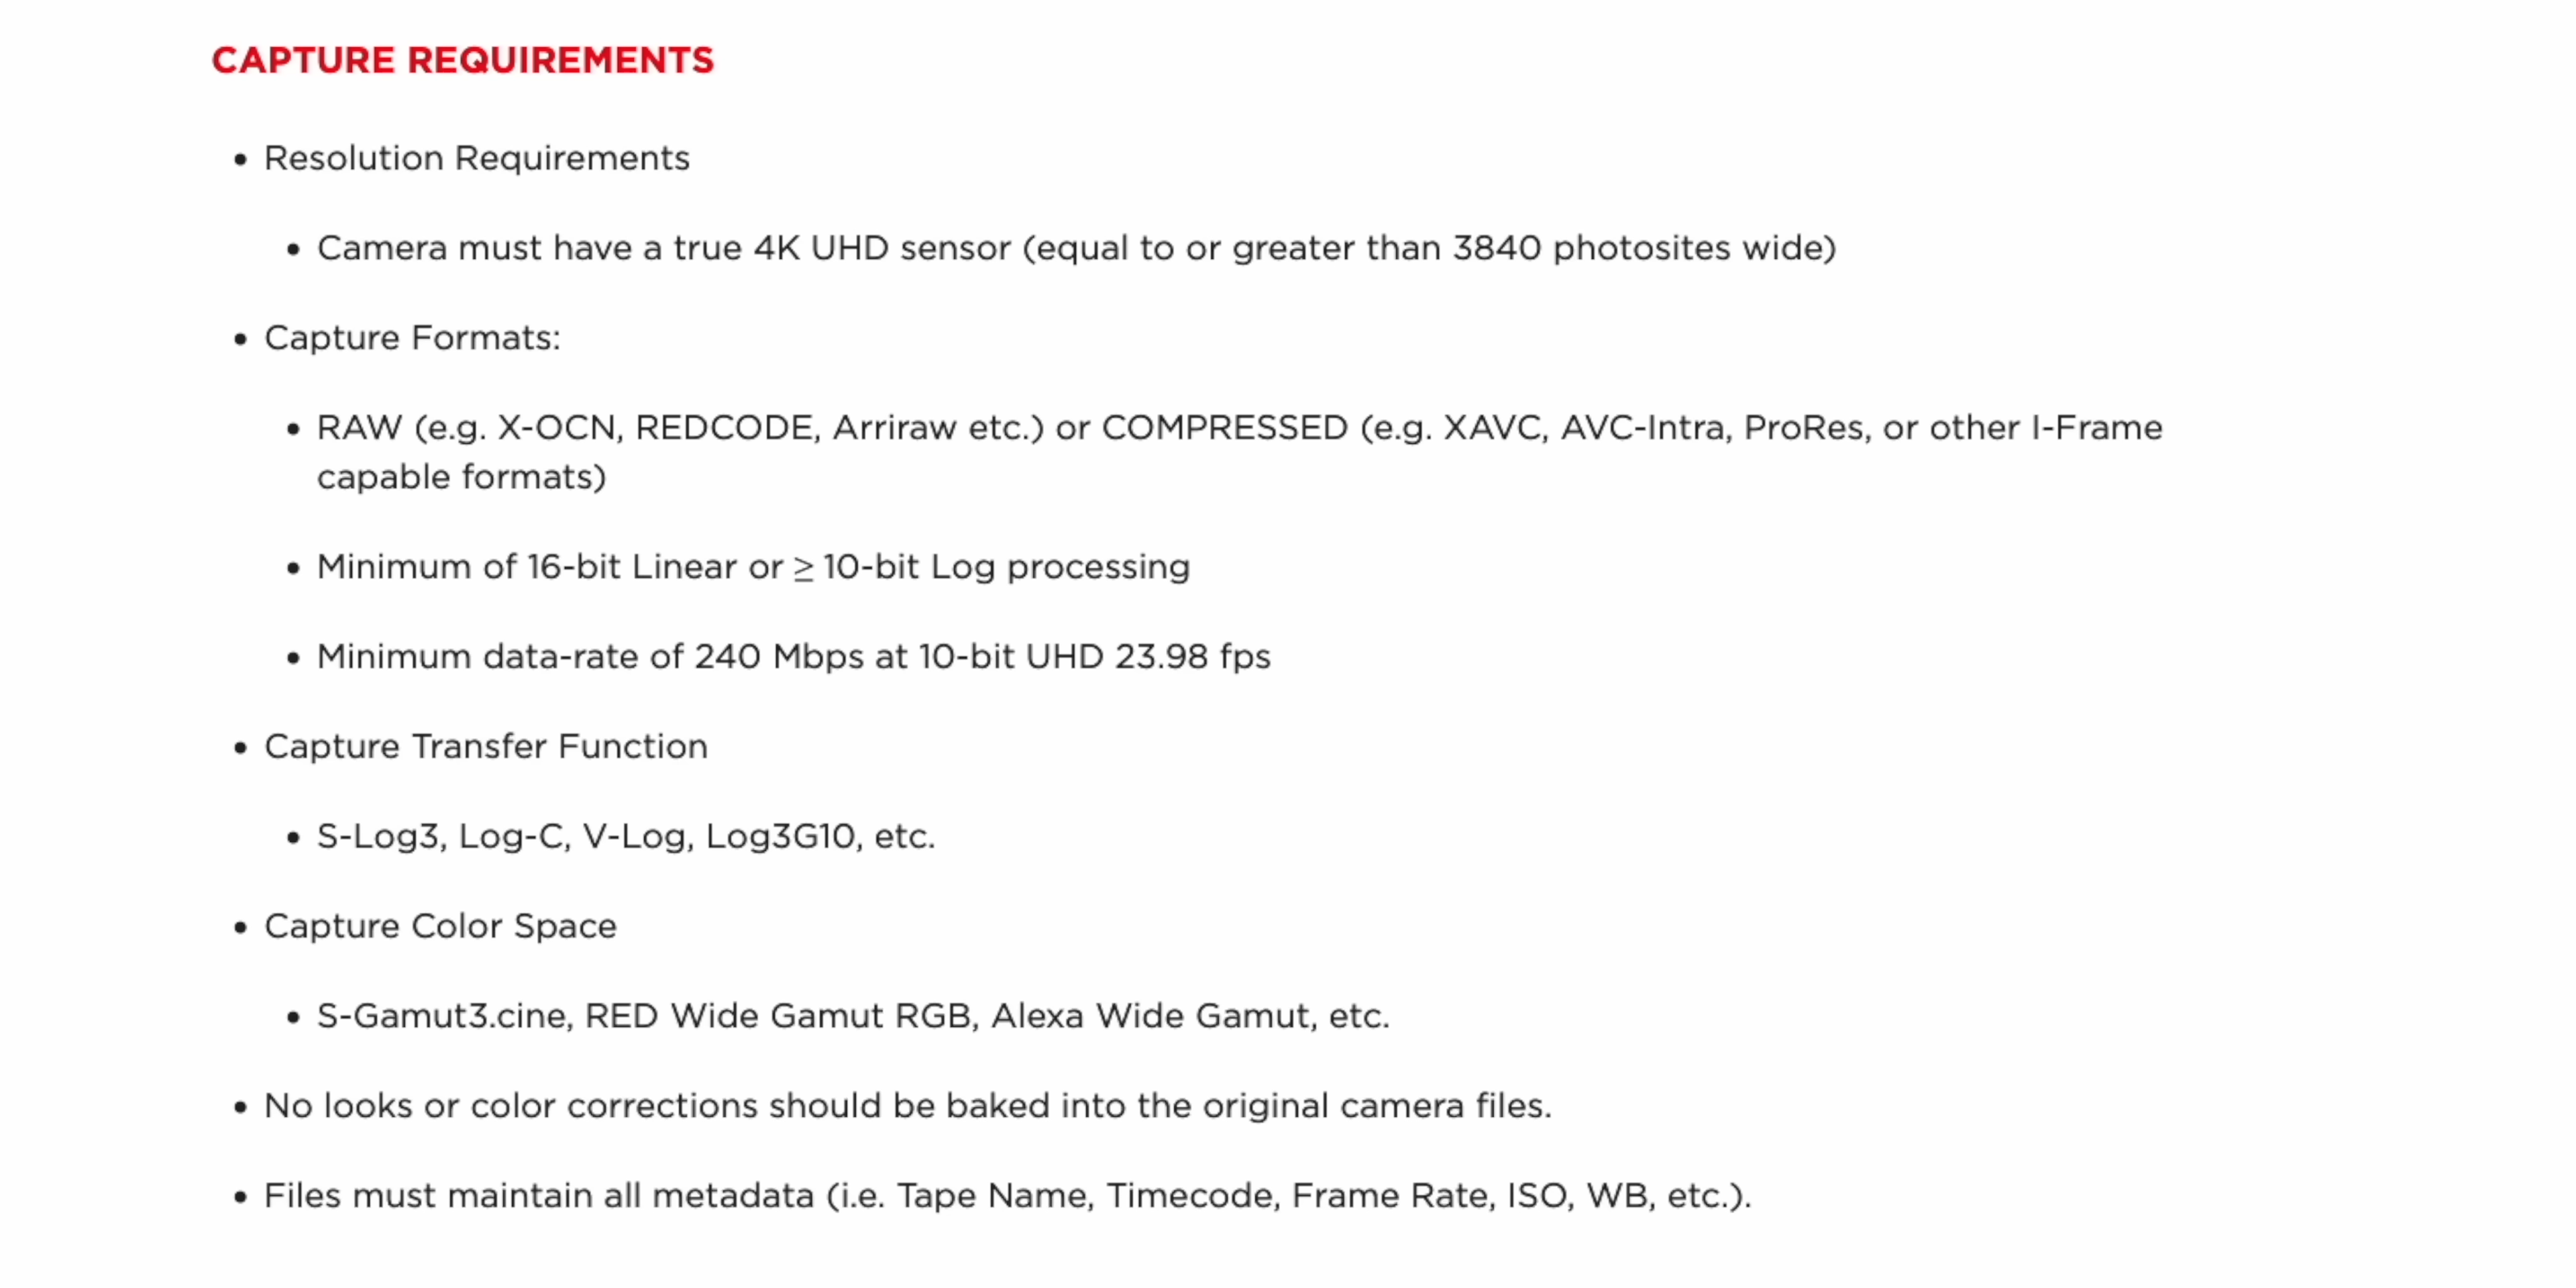 CAPTURE REQUIREMENTS
• Resolution Requirements
• Camera must have a true 4K UHD sensor (equal to or greater than 3840 photosites wide)
• Capture Formats:
• RAW (e.g. X-OCN, REDCODE, Arriraw etc.) or COMPRESSED (e.g. XAVC, AVC-Intra, ProRes, or other I-Frame
capable formats)
• Minimum of 16-bit Linear or ≥ 10-bit Log processing
• Minimum data-rate of 240 Mbps at 10-bit UHD 23.98 fps
• Capture Transfer Function
• S-Log3, Log-C, V-Log, Log3G10, etc.
• Capture Color Space
• S-Gamut3.cine, RED Wide Gamut RGB, Alexa Wide Gamut, etc.
• No looks or color corrections should be baked into the original camera files.
• Files must maintain all metadata (i.e. Tape Name, Timecode, Frame Rate, ISO, WB, etc.).